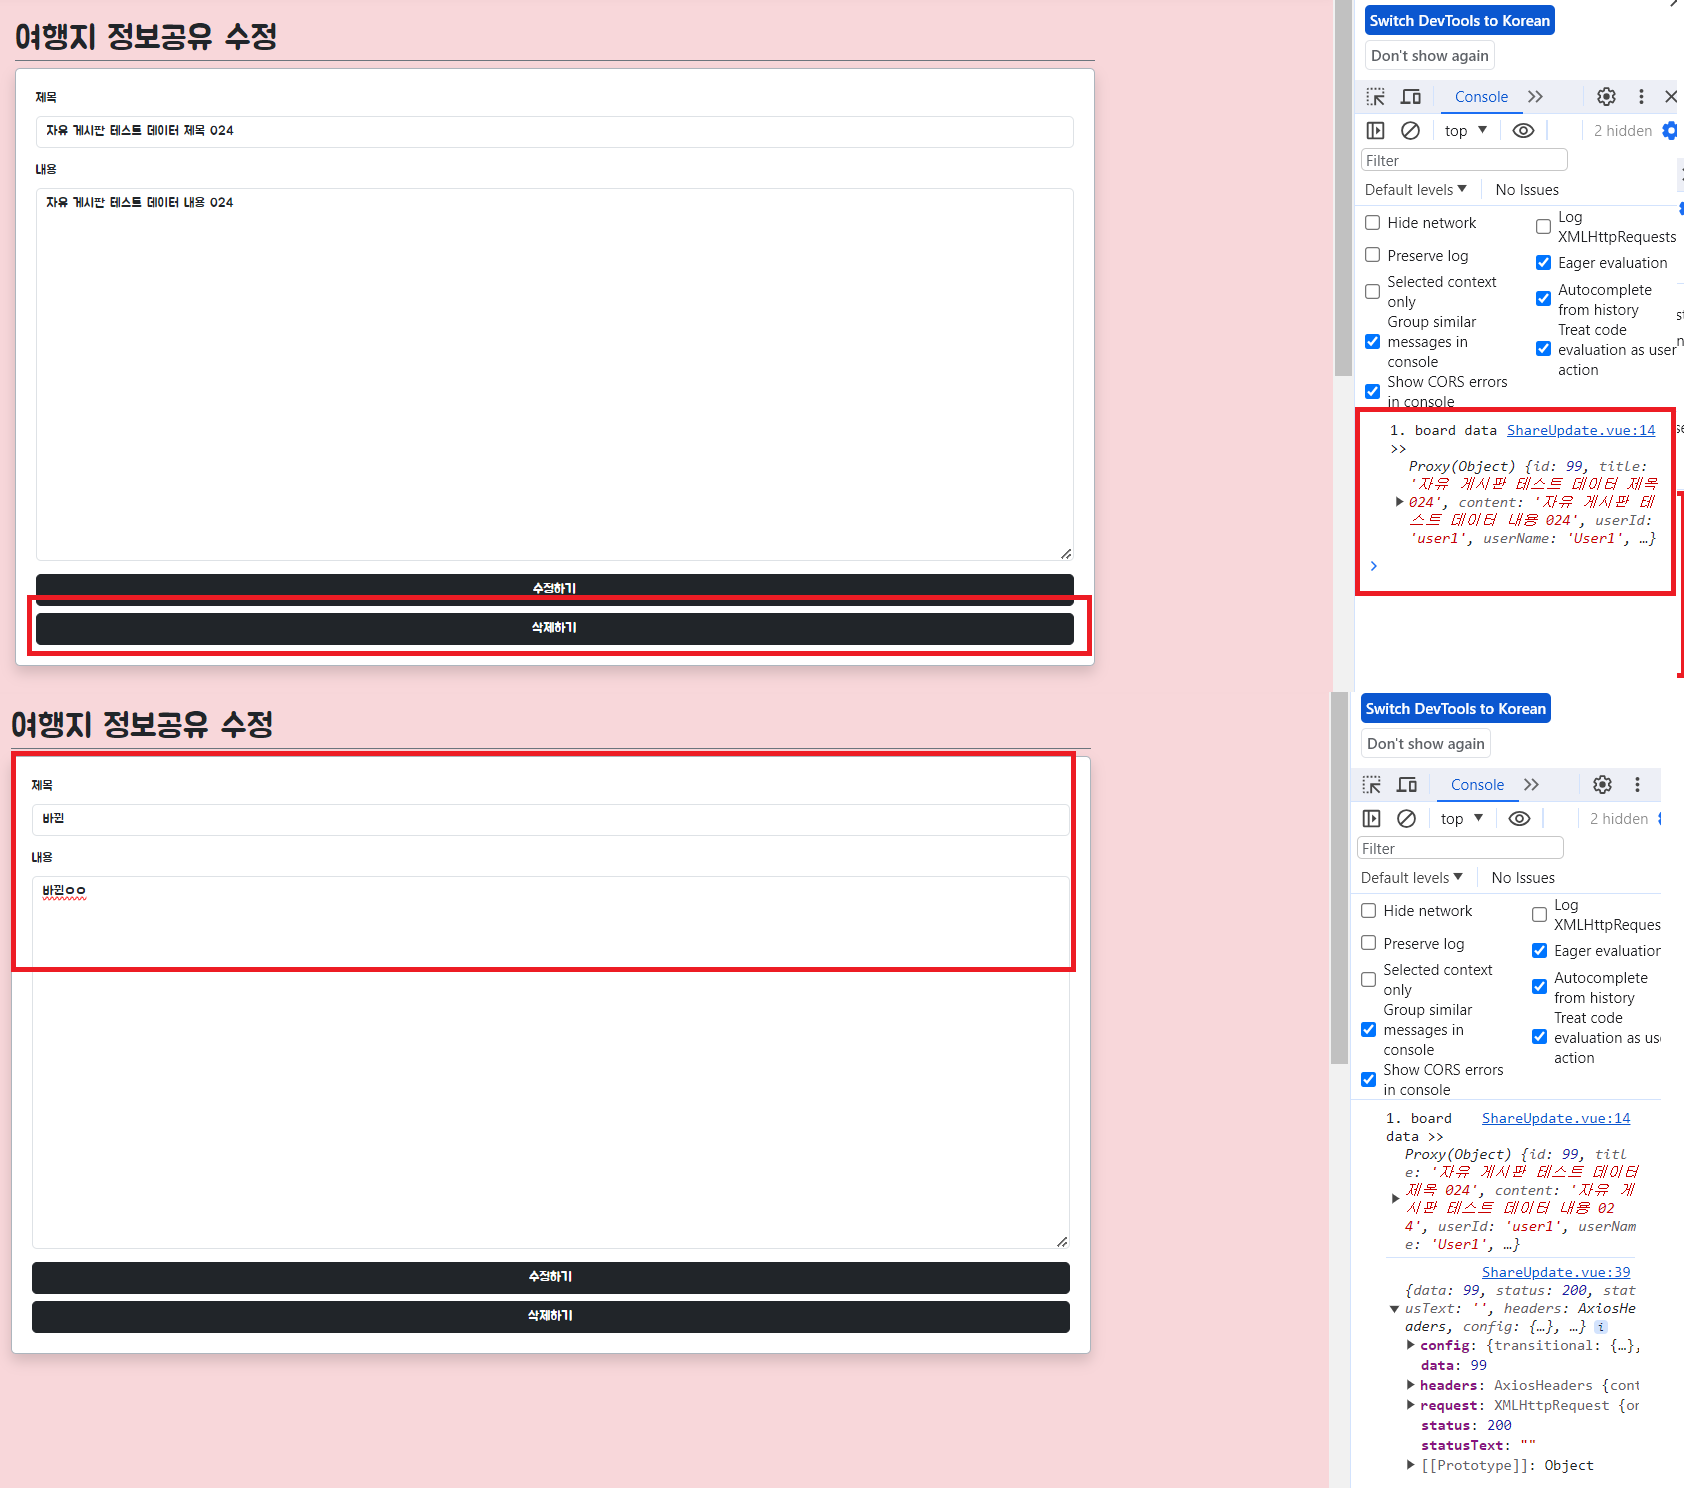 여행지 정보공유 수정
제목
자유 게시판 테스트 데이터 제목 024
내용
자유 게시판 테스트 데이터 내용 024
수정하기
삭제하기
Switch DevTools to Korean
Don't show again
Console
top
2 hidden
Filter
Default levels
No Issues
Hide network
Log
XMLHttpRequests
Preserve log
Eager evaluation
Selected context
only
Autocomplete
from history
Group similar
messages in
console
Treat code
evaluation as user
action
Show CORS errors
in console
1. board data ShareUpdate.vue:14
>>
Proxy(Object) {id: 99, title:
'자유 게시판 테스트 데이터 제목
024', content: '자유 게시판 테
스트 데이터 내용 024', userId:
'user1', userName: 'User1', …}
여행지 정보공유 수정
제목
바뀐
내용
바뀐ㅇㅇ
수정하기
삭제하기
Switch DevTools to Korean
Don't show again
Console
top
2 hidden
Filter
Default levels
No Issues
Hide network
Log
XMLHttpReques
Preserve log
Eager evaluation
Selected context
only
Autocomplete
from history
Group similar
messages in
console
Treat code
evaluation as us
action
Show CORS errors
in console
1. board ShareUpdate.vue:14
data >>
Proxy(Object) {id: 99, titl
e: '자유 게시판 테스트 데이터
제목 024', content: '자유 게
시판 테스트 데이터 내용 02
4', userId: 'user1', userNam
e: 'User1', …}
ShareUpdate.vue:39
{data: 99, status: 200, stat
usText: '', headers: AxiosHe
aders, config: {…}, …} i
config: {transitional: {…},
data: 99
headers: AxiosHeaders {cont
request: XMLHttpRequest {or
status: 200
statusText: ""
[[Prototype]]: Object